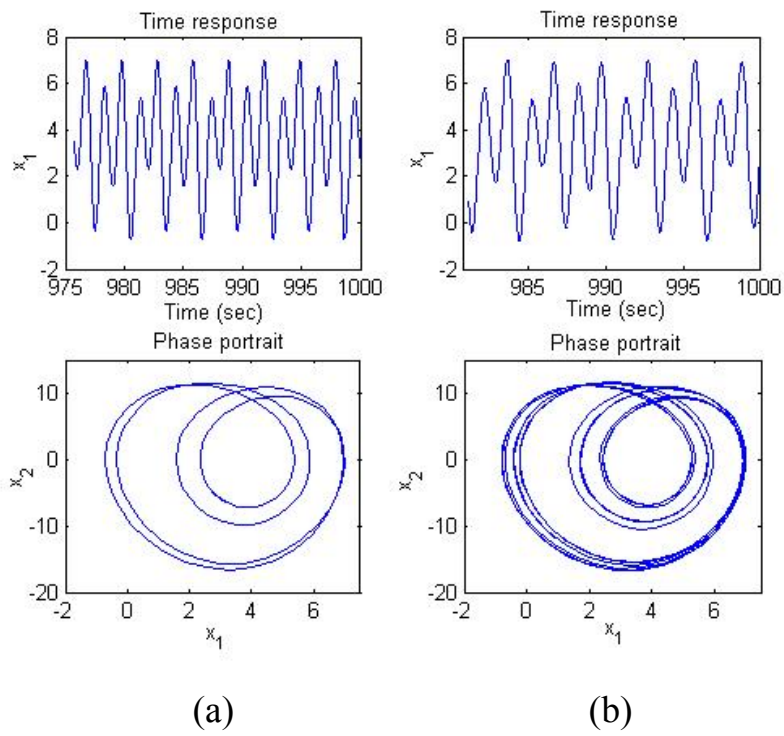 Time response
8
6
4
2
0
-2
x1
975 980 985 990 995 1000
Time (sec)
Phase portrait
10
0
-10
-20
x2
-2 0 2 4 6
x1
(a)
Time response
8
6
4
2
0
-2
x1
985 990 995 1000
Time (sec)
Phase portrait
10
0
-10
-20
x2
-2 0 2 4 6
x1
(b)